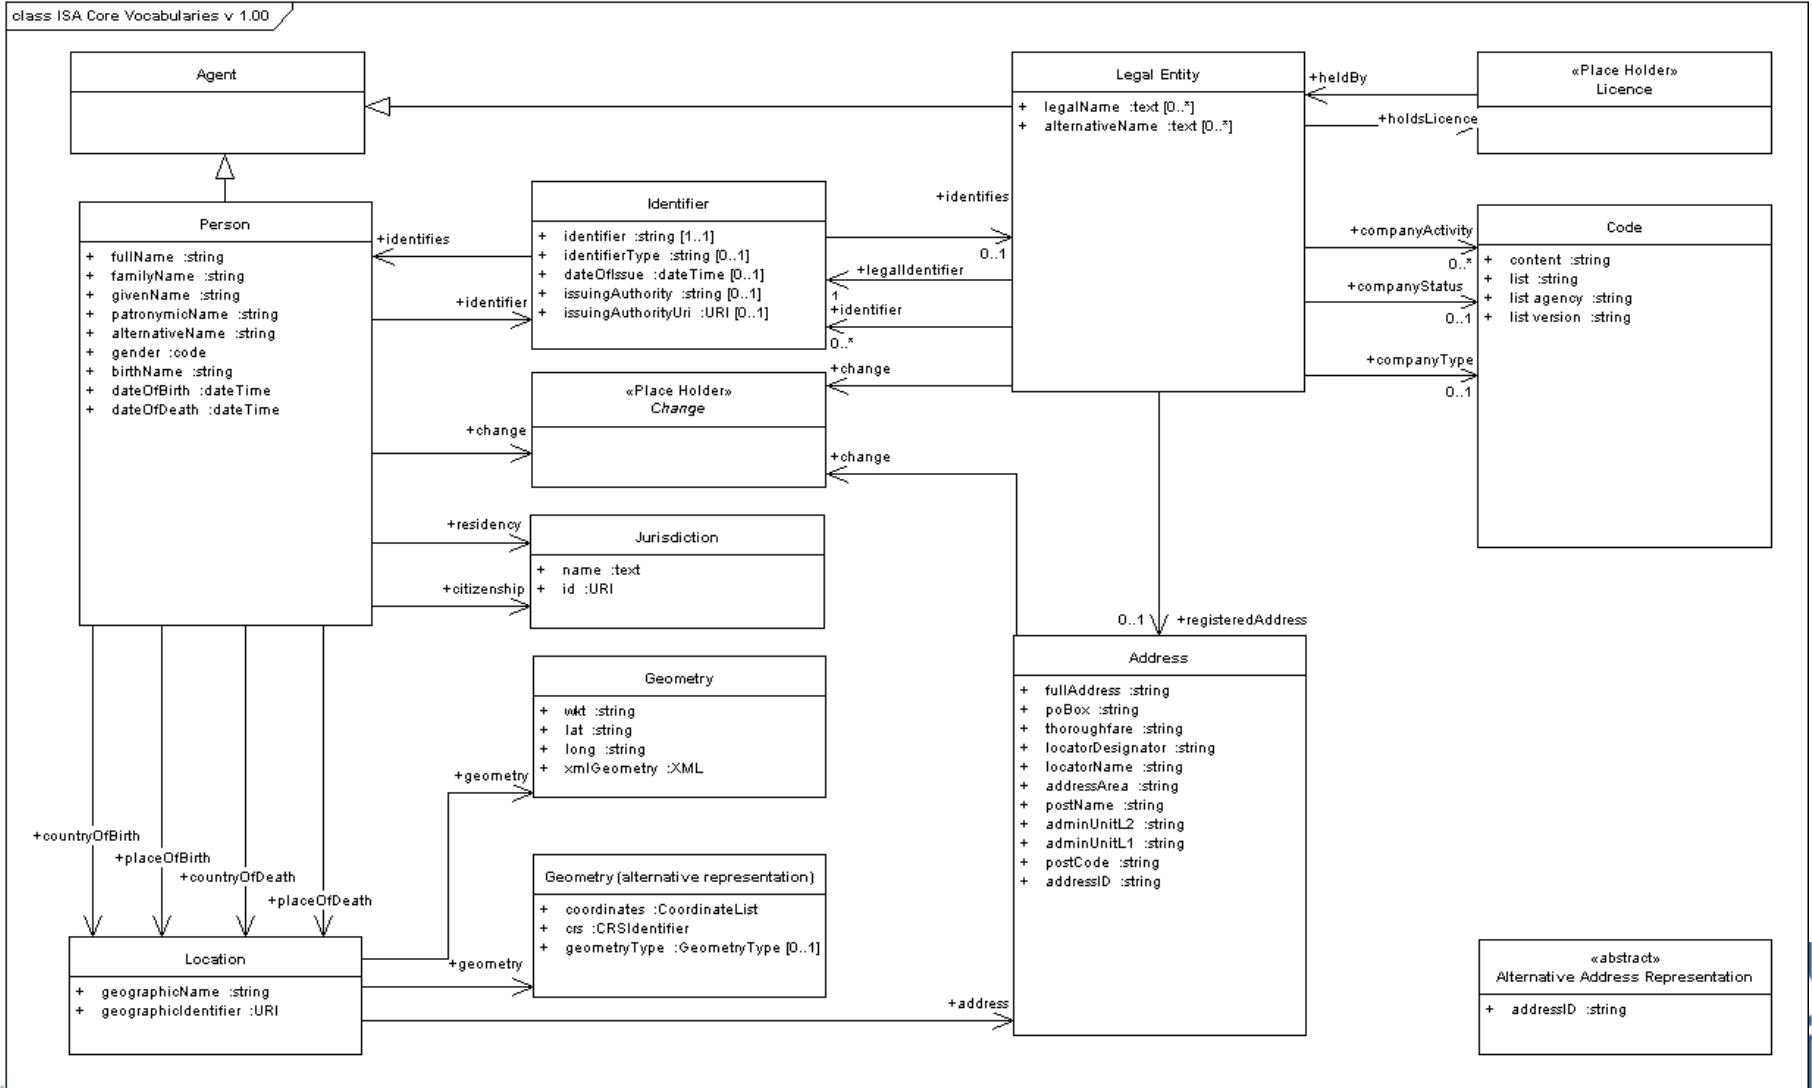 class ISA Core Vocabularies v 1.00
Agent
Legal Entity
+ legalName :text [0..*]
+ alternativeName :text [0..*]
+heldBy
+holdsLicence
«Place Holder»
Licence
Person
+ fullName :string
+ familyName :string
+ givenName :string
+ patronymicName :string
+ alternativeName :string
+ gender :code
+ birthName :string
+ dateOfBirth :dateTime
+ dateOfDeath :dateTime
+identifies
+identifier
Identifier
+ identifier :string [1..1]
+ identifierType :string [0..1]
+ dateOfIssue :dateTime [0..1]
+ issuingAuthority :string [0..1]
+ issuingAuthorityUri :URI [0..1]
+identifies
0..1
+legalIdentifier
1
+identifier
0..*
+change
+companyActivity
0..*
+companyStatus
0..1
+companyType
0..1
Code
+ content :string
+ list :string
+ list agency :string
+ list version :string
«Place Holder»
Change
+change
+change
+residency
+citizenship
Jurisdiction
+ name :text
+ id :URI
0..1 +registeredAddress
Geometry
+ wkt :string
+ lat :string
+ long :string
+ xmlGeometry :XML
+geometry
Address
+ fullAddress :string
+ poBox :string
+ thoroughfare :string
+ locatorDesignator :string
+ locatorName :string
+ addressArea :string
+ postName :string
+ adminUnitL2 :string
+ adminUnitL1 :string
+ postCode :string
+ addressID :string
+countryOfBirth
+placeOfBirth
+countryOfDeath
+placeOfDeath
Geometry (alternative representation)
+ coordinates :CoordinateList
+ crs :CRSIdentifier
+ geometryType :GeometryType [0..1]
Location
+ geographicName :string
+ geographicIdentifier :URI
+geometry
+address
«abstract»
Alternative Address Representation
+ addressID :string